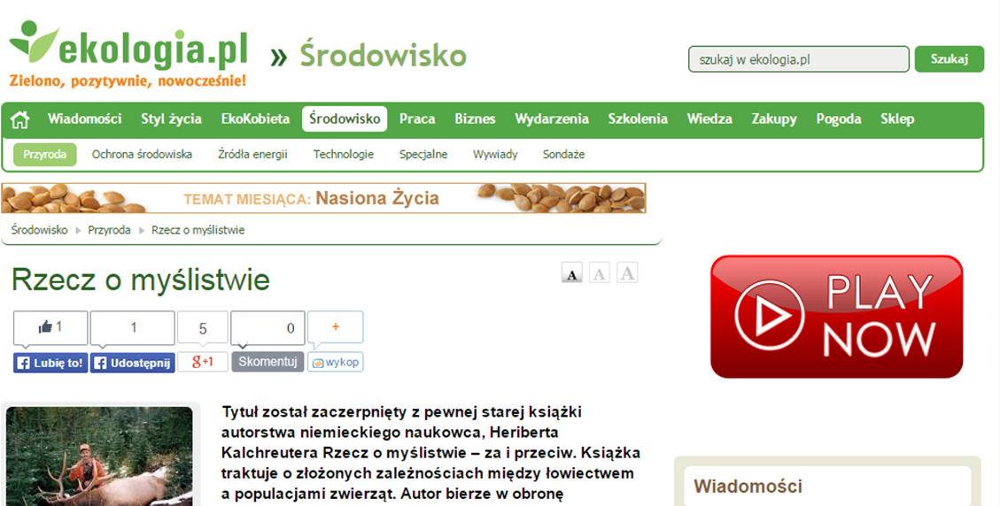 ekologia.pl
Zielono, pozytywnie, nowocześnie!
» Środowisko
szukaj w ekologia.pl
Szukaj
Wiadomości Styl życia EkoKobieta Środowisko Praca Biznes Wydarzenia Szkolenia Wiedza Zakupy Pogoda Sklep
Przyroda Ochrona środowiska Źródła energii Technologie Specjalne Wywiady Sondaże
TEMAT MIESIĄCA: Nasiona Życia
Środowisko Przyroda Rzecz o myślistwie
Rzecz o myślistwie
A A A
1 1 5 0 +
Lubię to! Udostępnij g+1 Skomentuj wykop
PLAY
NOW
Tytuł został zaczerpnięty z pewnej starej książki
autorstwa niemieckiego naukowca, Heriberta
Kalchreutera Rzecz o myślistwie – za i przeciw. Książka
traktuje o złożonych zależnościach między łowiectwem
a populacjami zwierząt. Autor bierze w obronę
Wiadomości